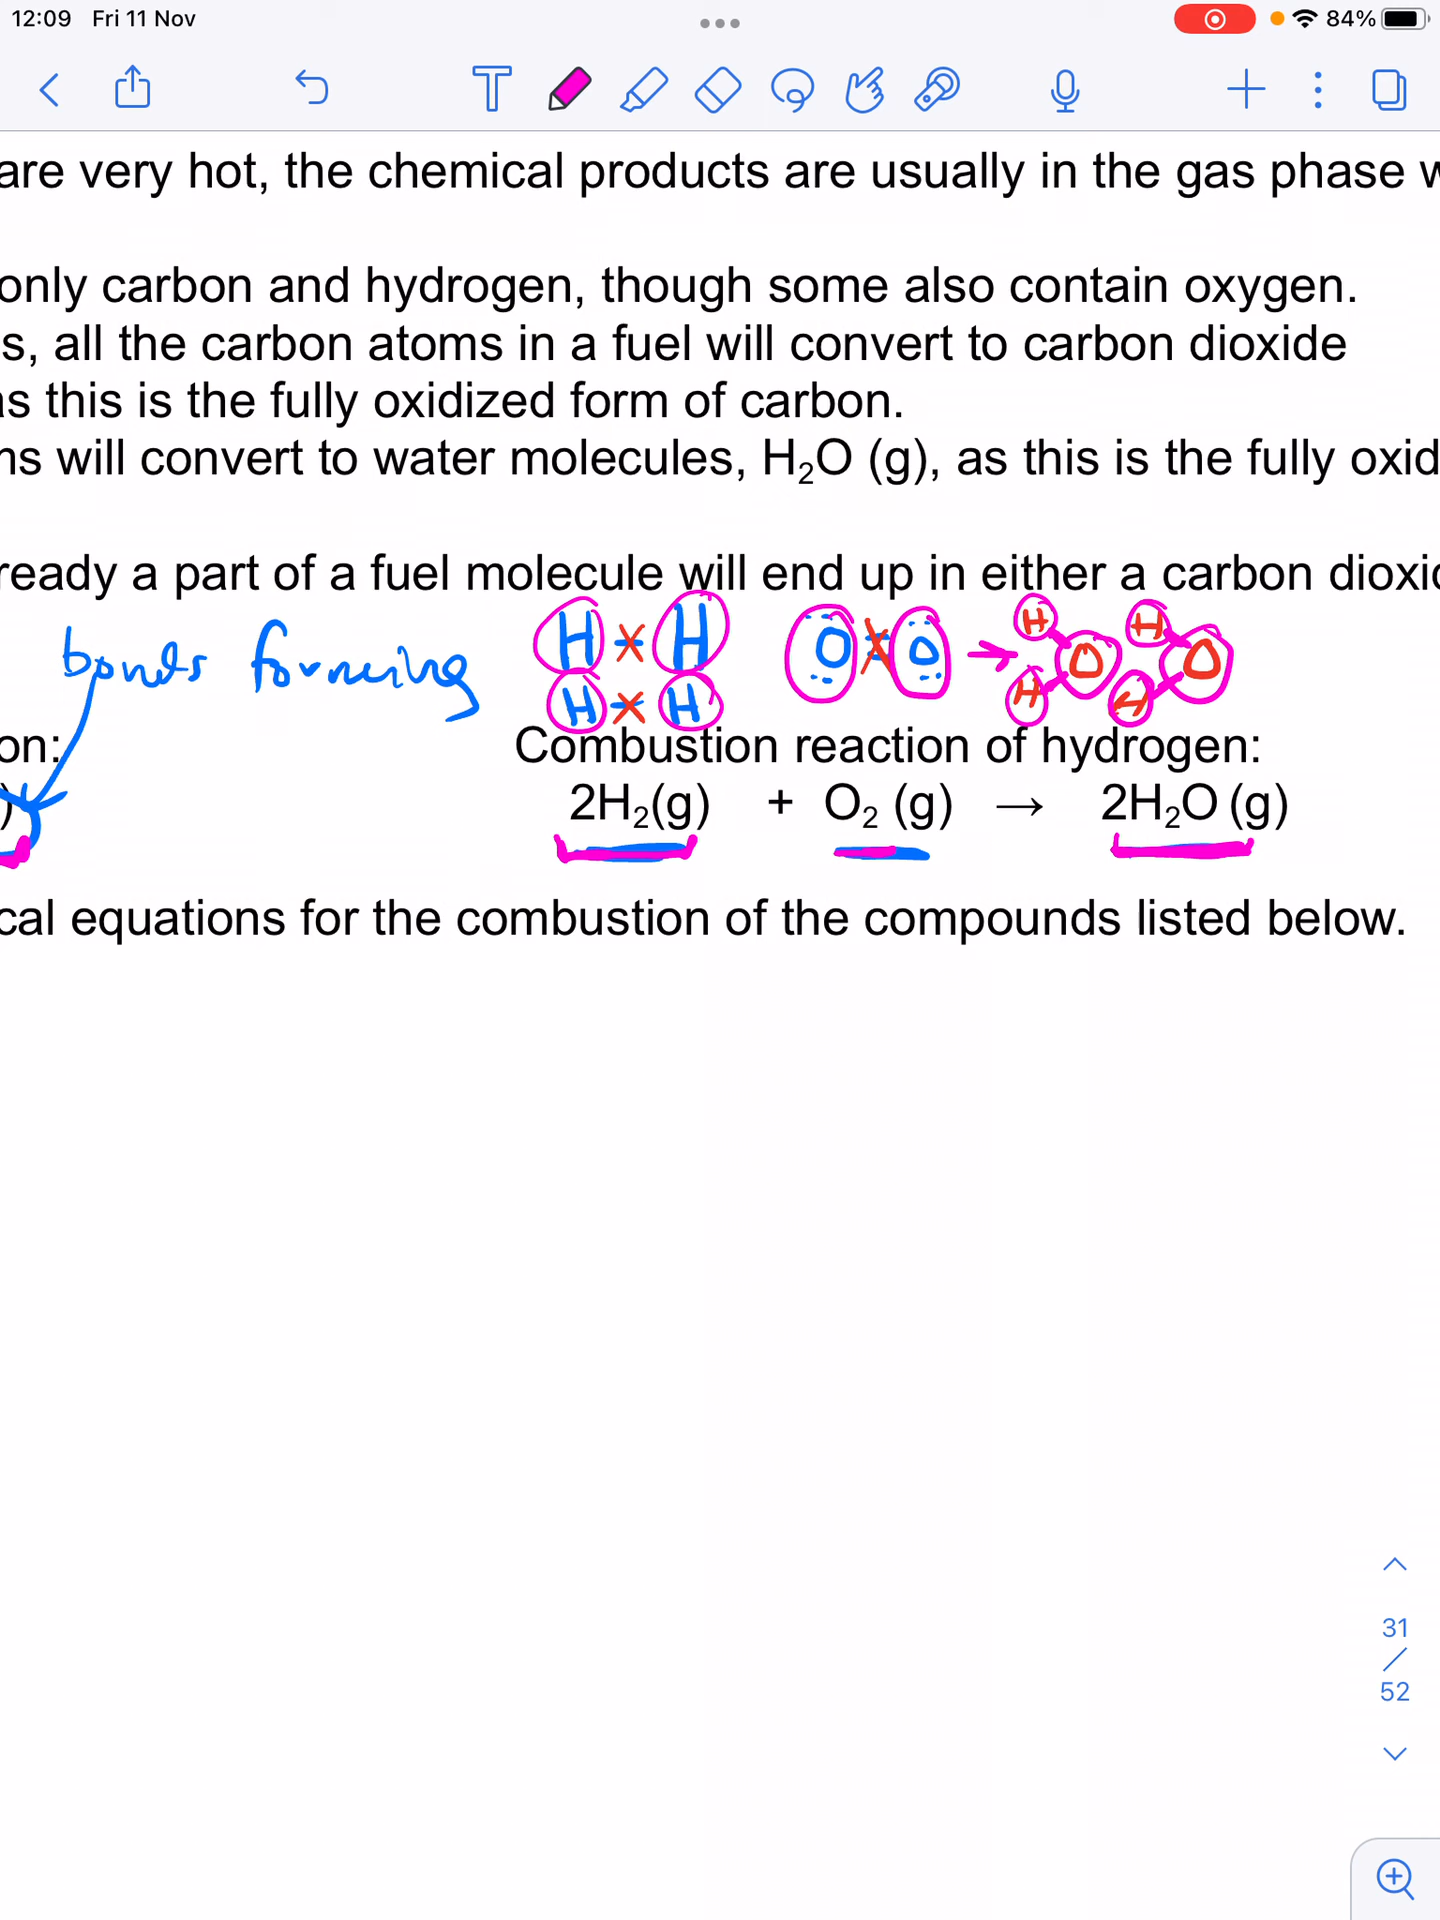 12:09 Fri 11 Nov 84%
T
are very hot, the chemical products are usually in the gas phase w
only carbon and hydrogen, though some also contain oxygen.
s, all the carbon atoms in a fuel will convert to carbon dioxide
as this is the fully oxidized form of carbon.
ns will convert to water molecules, H₂O (g), as this is the fully oxid
ready a part of a fuel molecule will end up in either a carbon dioxid
bonds forming H H O O → H O H H O H
H H
on: Combustion reaction of hydrogen:
) 2H₂(g) + O₂ (g) → 2H₂O (g)
cal equations for the combustion of the compounds listed below.
31
/
52